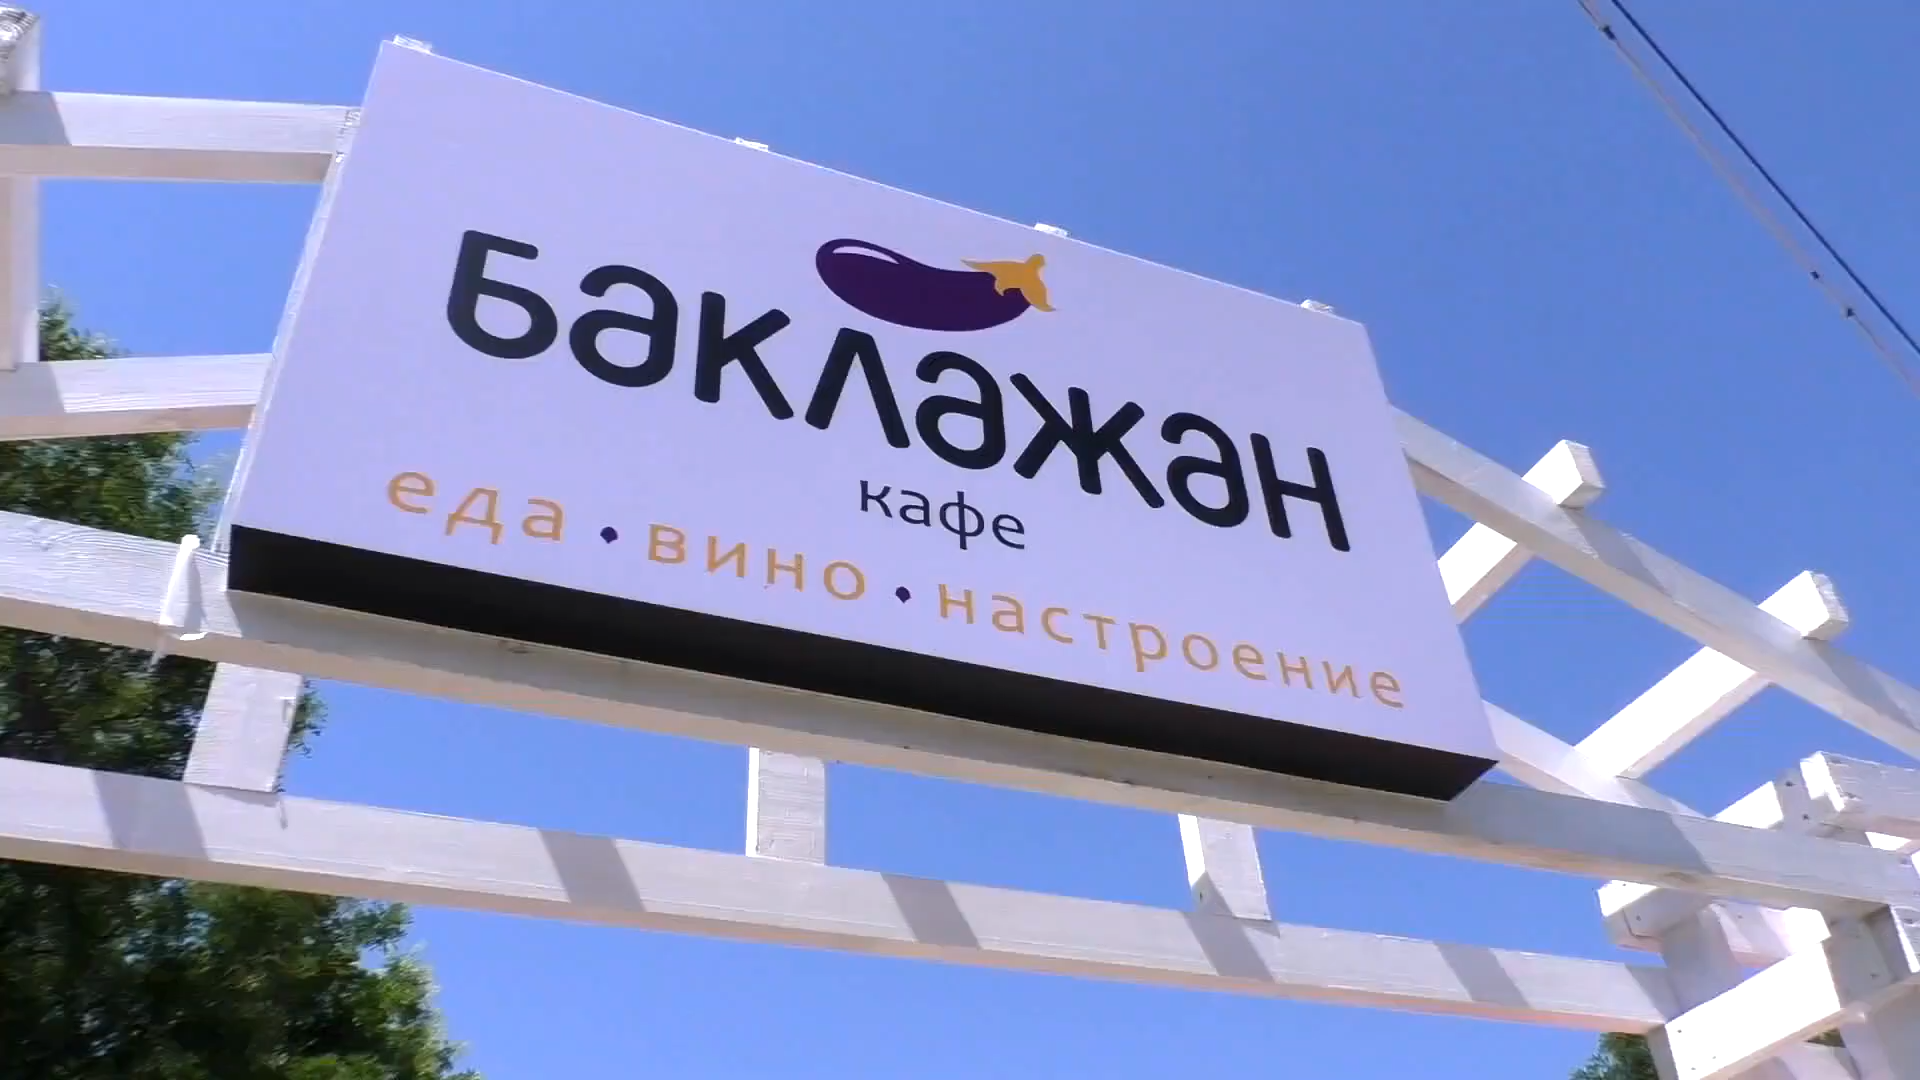 Баклажан
кафе
еда • вино • настроение